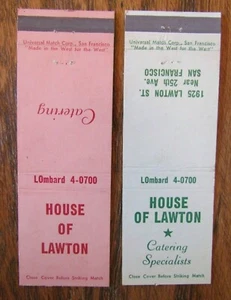 Universal Match Corp., San Francisco
"Made in the West for the West"
Catering
LOmbard 4-0700
HOUSE
OF
LAWTON
Close Cover Before Striking Match
Universal Match Corp., San Francisco
"Made in the West for the West"
1925 LAWTON ST.
Near 25th Ave.
SAN FRANCISCO
LOmbard 4-0700
HOUSE
OF LAWTON
Catering
Specialists
Close Cover Before Striking Match